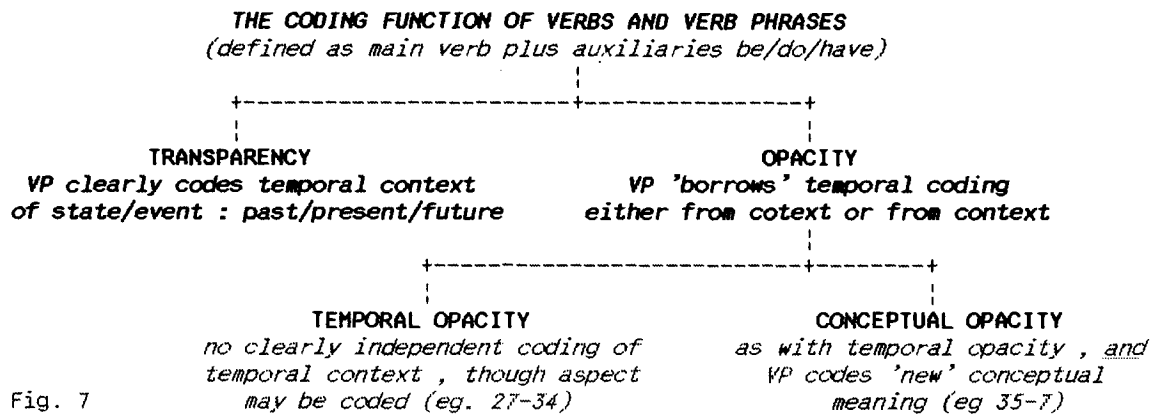 THE CODING FUNCTION OF VERBS AND VERB PHRASES
(defined as main verb plus auxiliaries be/do/have)
TRANSPARENCY OPACITY
VP clearly codes temporal context VP 'borrows' temporal coding
of state/event : past/present/future either from cotext or from context
TEMPORAL OPACITY CONCEPTUAL OPACITY
no clearly independent coding of as with temporal opacity , and
temporal context , though aspect VP codes 'new' conceptual
Fig. 7 may be coded (eg. 27-34) meaning (eg 35-7)